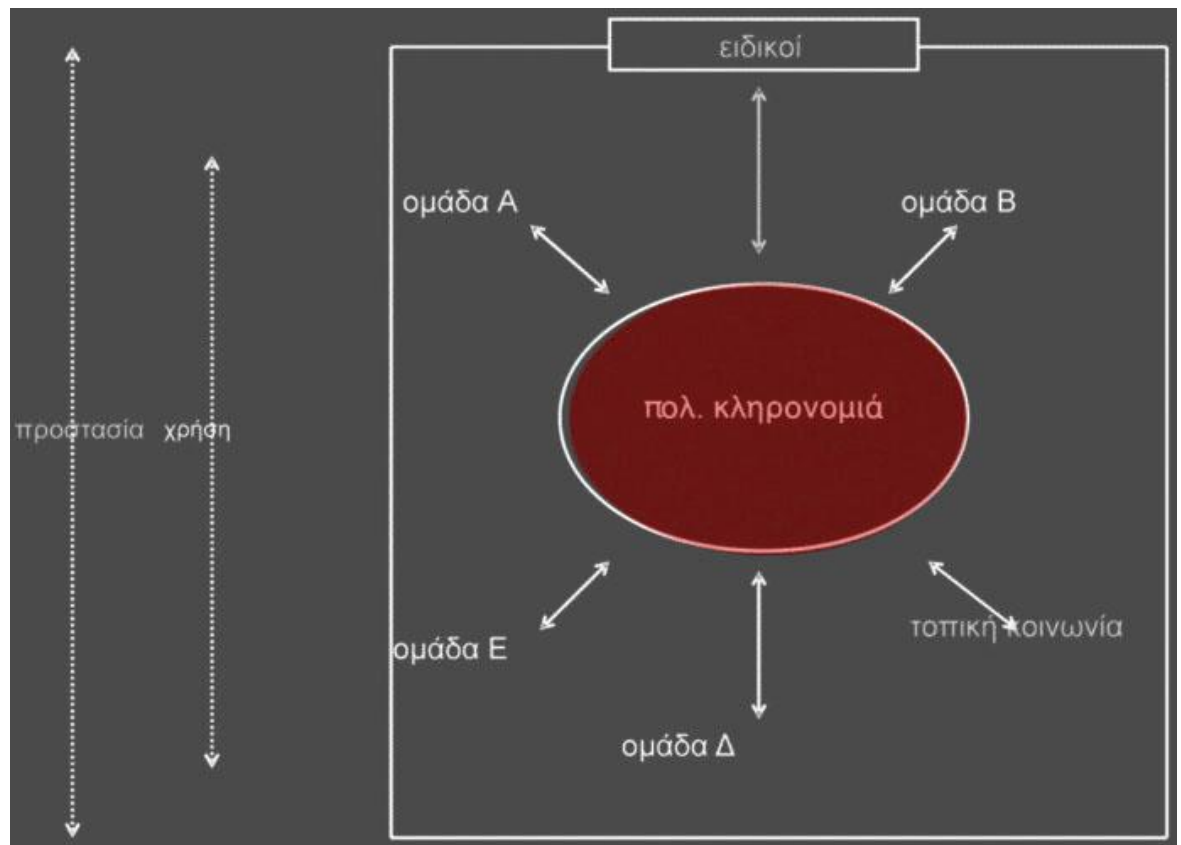 ειδικοί
ομάδα Α
ομάδα Β
πολ. κληρονομιά
προστασία
χρήση
τοπική κοινωνία
ομάδα Ε
ομάδα Δ